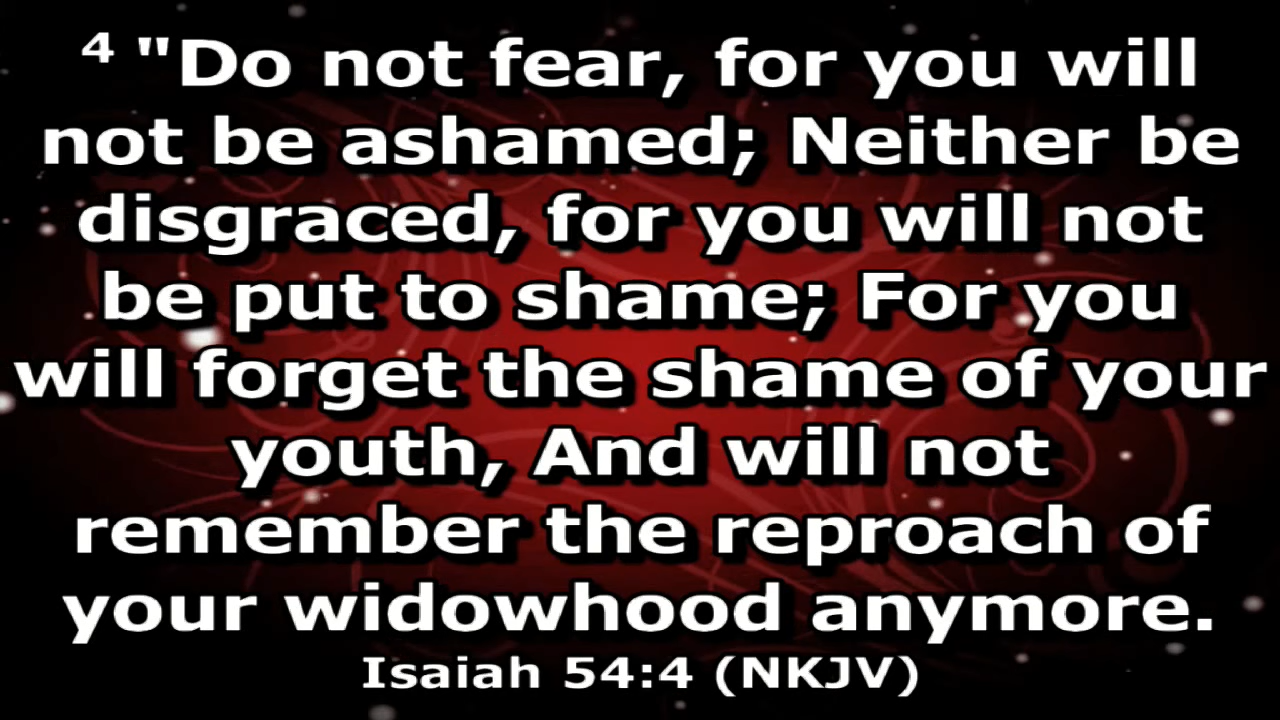 4 "Do not fear, for you will
not be ashamed; Neither be
disgraced, for you will not
be put to shame; For you
will forget the shame of your
youth, And will not
remember the reproach of
your widowhood anymore.
Isaiah 54:4 (NKJV)